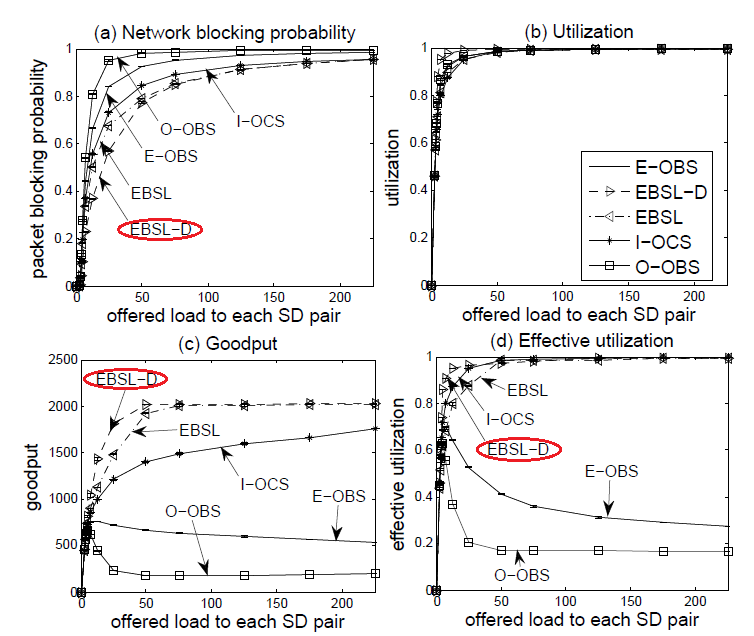 (a) Network blocking probability
1
0.8
0.6
0.4
0.2
0
packet blocking probability
O-OBS
I-OCS
E-OBS
EBSL
EBSL-D
0 50 100 150 200
offered load to each SD pair
(b) Utilization
1
0.8
0.6
0.4
0.2
0
utilization
E-OBS
EBSL-D
EBSL
I-OCS
O-OBS
0 50 100 150 200
offered load to each SD pair
(c) Goodput
2500
2000
1500
1000
500
0
goodput
EBSL-D
EBSL
I-OCS
E-OBS
O-OBS
0 50 100 150 200
offered load to each SD pair
(d) Effective utilization
1
0.8
0.6
0.4
0.2
0
effective utilization
EBSL
I-OCS
EBSL-D
E-OBS
O-OBS
0 50 100 150 200
offered load to each SD pair